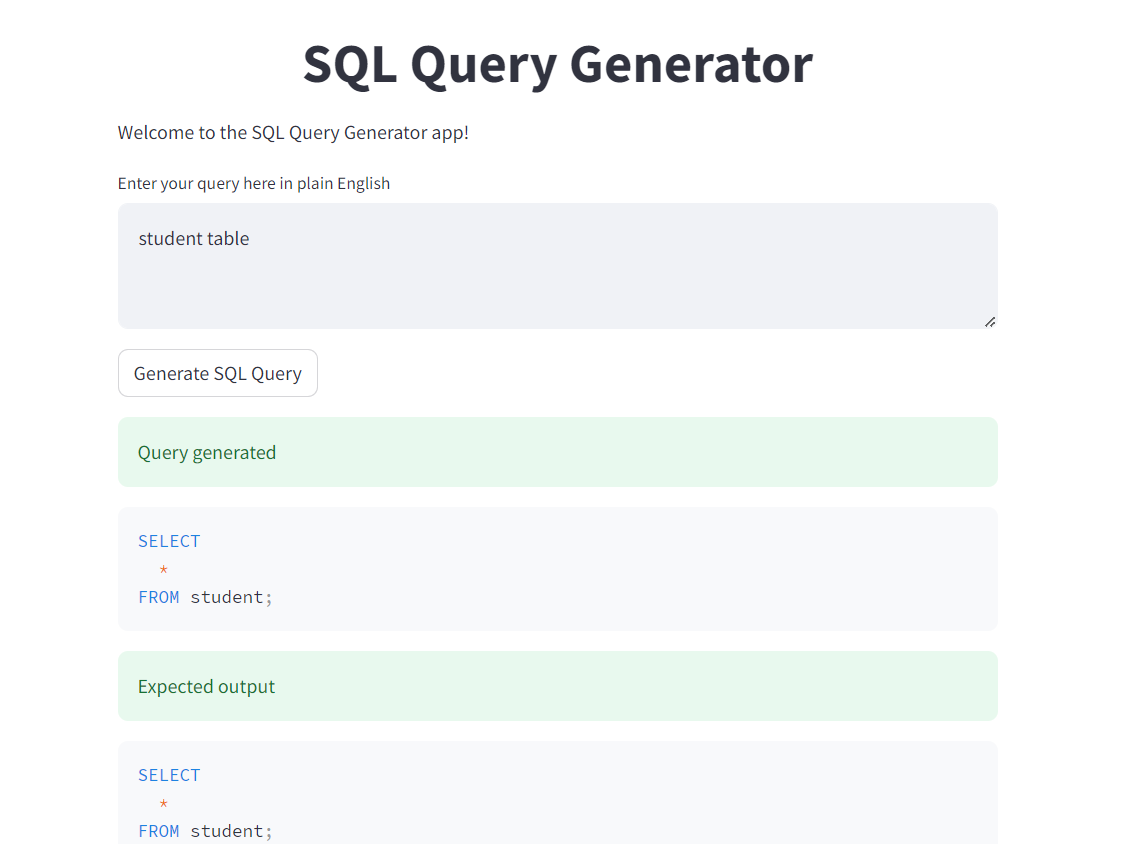 SQL Query Generator
Welcome to the SQL Query Generator app!
Enter your query here in plain English
student table
Generate SQL Query
Query generated
SELECT
*
FROM student;
Expected output
SELECT
*
FROM student;